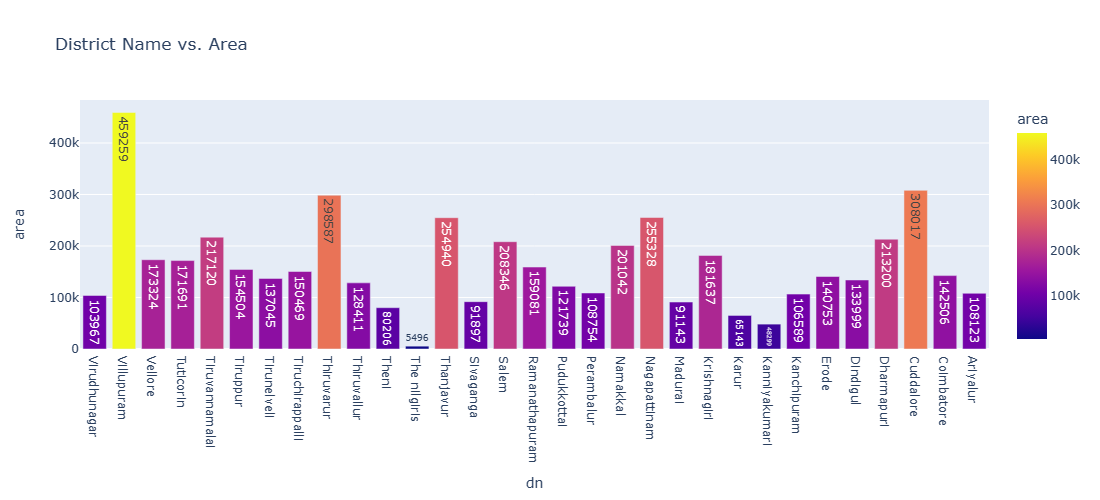 District Name vs. Area
area
400k
300k
200k
100k
0
103967
459259
173324
171691
217120
154504
137045
150469
298587
128411
80206
5496
254940
91897
208346
159081
121739
108754
201042
255328
91143
181637
65143
48299
106589
140753
133999
213200
308017
142506
108123
Virudhunagar
Villupuram
Vellore
Tuticorin
Tiruvannamalai
Tiruppur
Tirunelveli
Tiruchirappalli
Thiruvarur
Thiruvallur
Theni
The nilgiris
Thanjavur
Sivaganga
Salem
Ramanathapuram
Pudukkottai
Perambalur
Namakkal
Nagapattinam
Madurai
Krishnagiri
Karur
Kanniyakumari
Kanchipuram
Erode
Dindigul
Dharmapuri
Cuddalore
Coimbatore
Ariyalur
dn
area
400k
300k
200k
100k